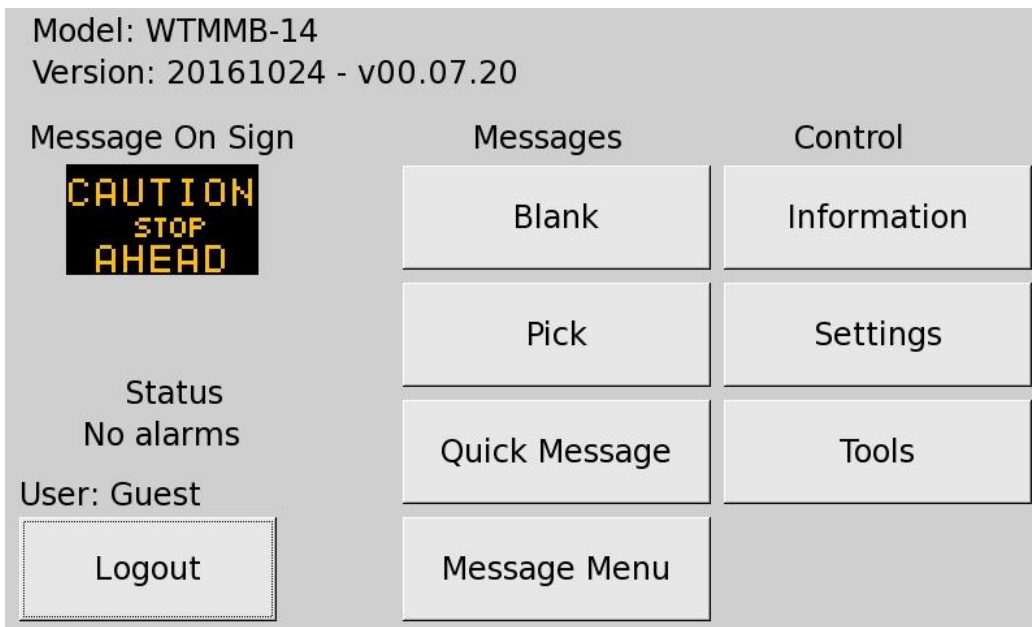 Model: WTMMB-14
Version: 20161024 - v00.07.20
Message On Sign
CAUTION
STOP
AHEAD
Status
No alarms
User: Guest
Logout
Messages
Blank
Pick
Quick Message
Message Menu
Control
Information
Settings
Tools